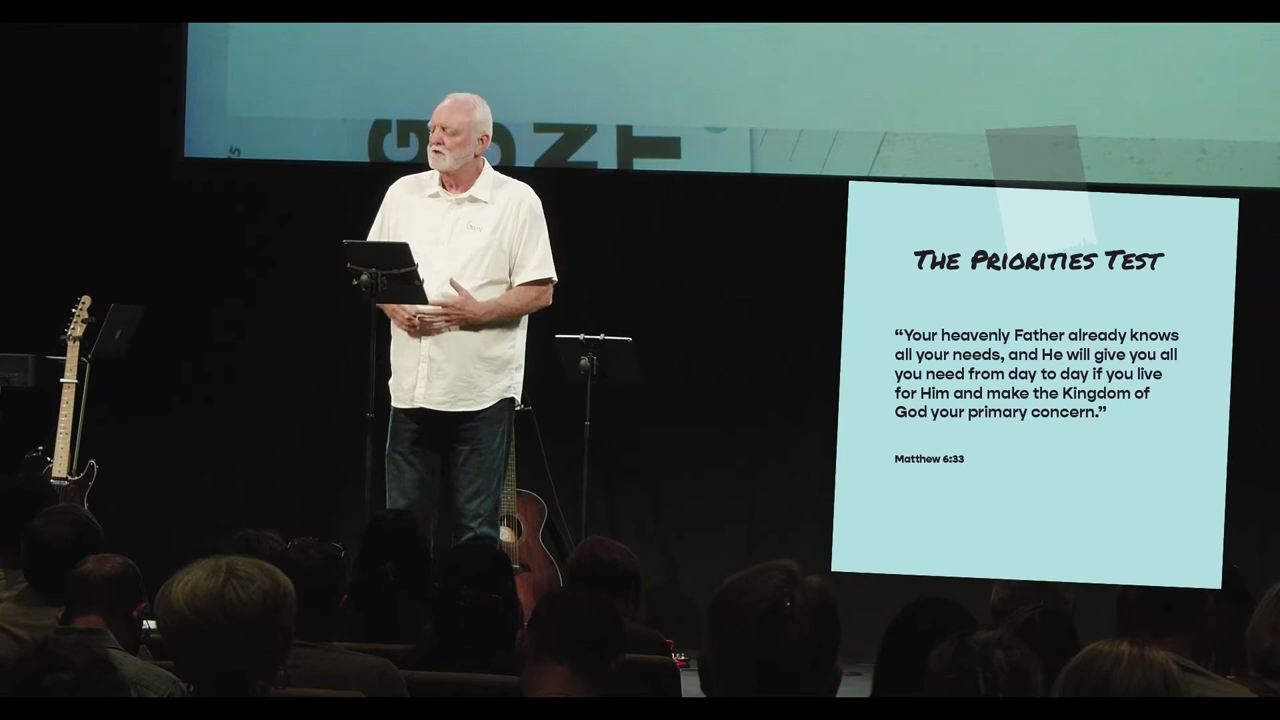 GONT
The Priorities Test
“Your heavenly Father already knows
all your needs, and He will give you all
you need from day to day if you live
for Him and make the Kingdom of
God your primary concern.”
Matthew 6:33